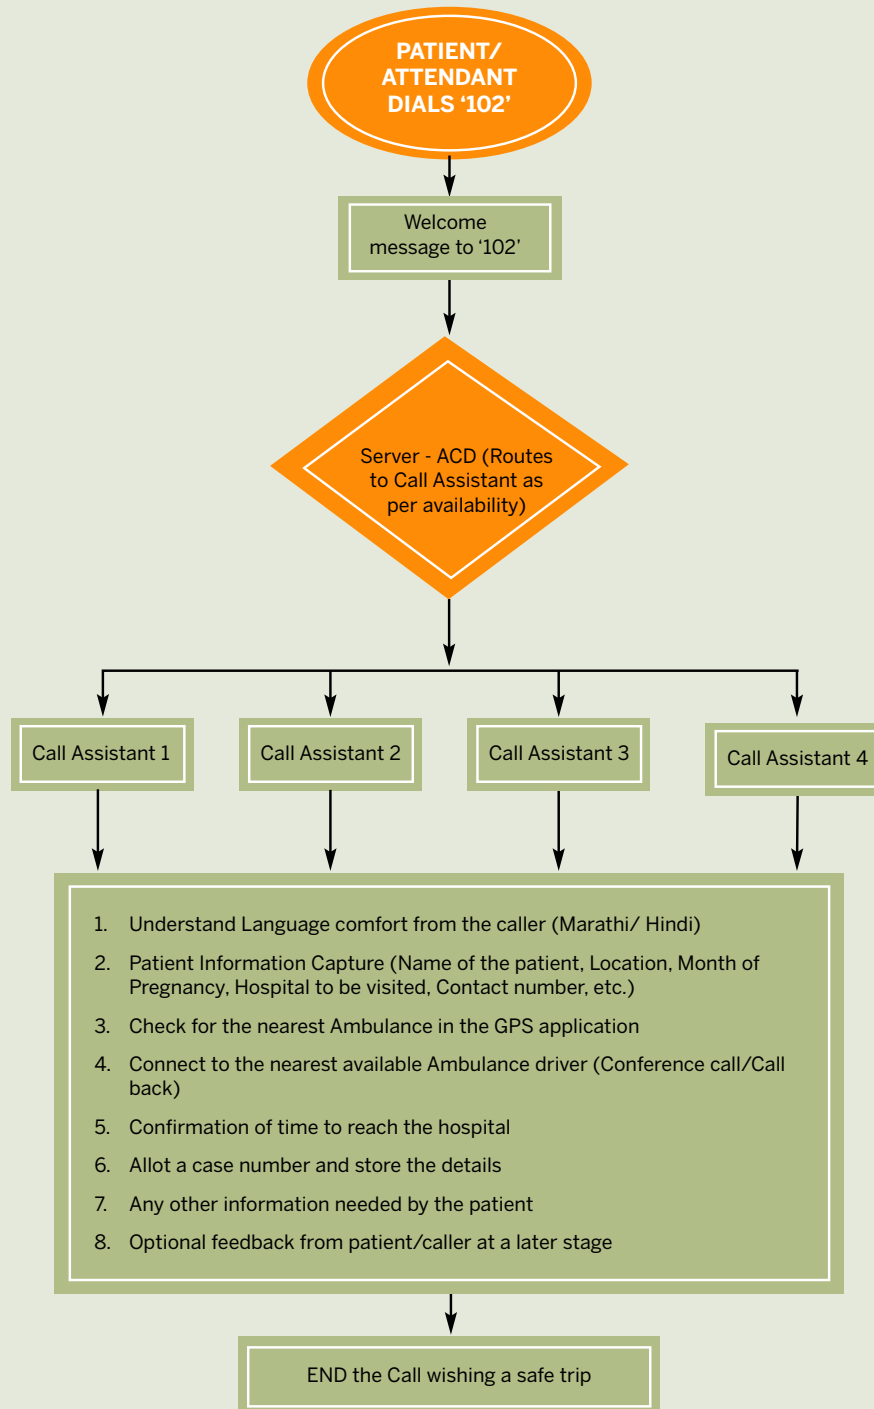 PATIENT/
ATTENDANT
DIALS ‘102’
Welcome
message to ‘102’
Server - ACD (Routes
to Call Assistant as
per availability)
Call Assistant 1
Call Assistant 2
Call Assistant 3
Call Assistant 4
1. Understand Language comfort from the caller (Marathi/ Hindi)
2. Patient Information Capture (Name of the patient, Location, Month of
Pregnancy, Hospital to be visited, Contact number, etc.)
3. Check for the nearest Ambulance in the GPS application
4. Connect to the nearest available Ambulance driver (Conference call/Call
back)
5. Confirmation of time to reach the hospital
6. Allot a case number and store the details
7. Any other information needed by the patient
8. Optional feedback from patient/caller at a later stage
END the Call wishing a safe trip